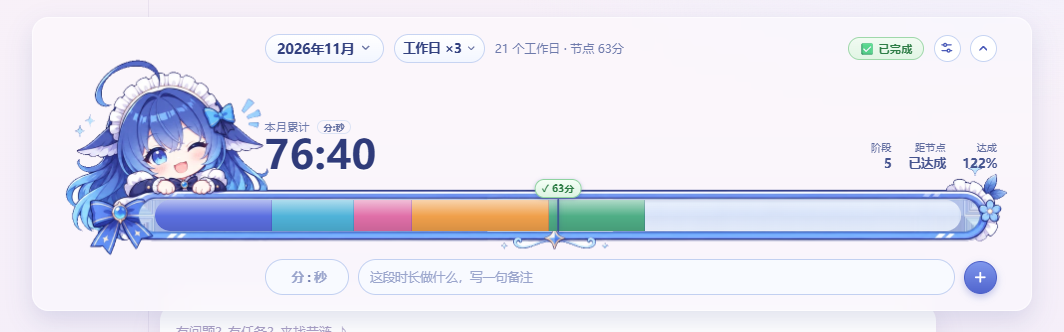 2026年11月 工作日 ×3 21 个工作日 · 节点 63分 已完成
本月累计 分:秒
76:40
阶段 距节点 达成
5 已达成 122%
✓ 63分
分 : 秒 这段时长做什么，写一句备注 +